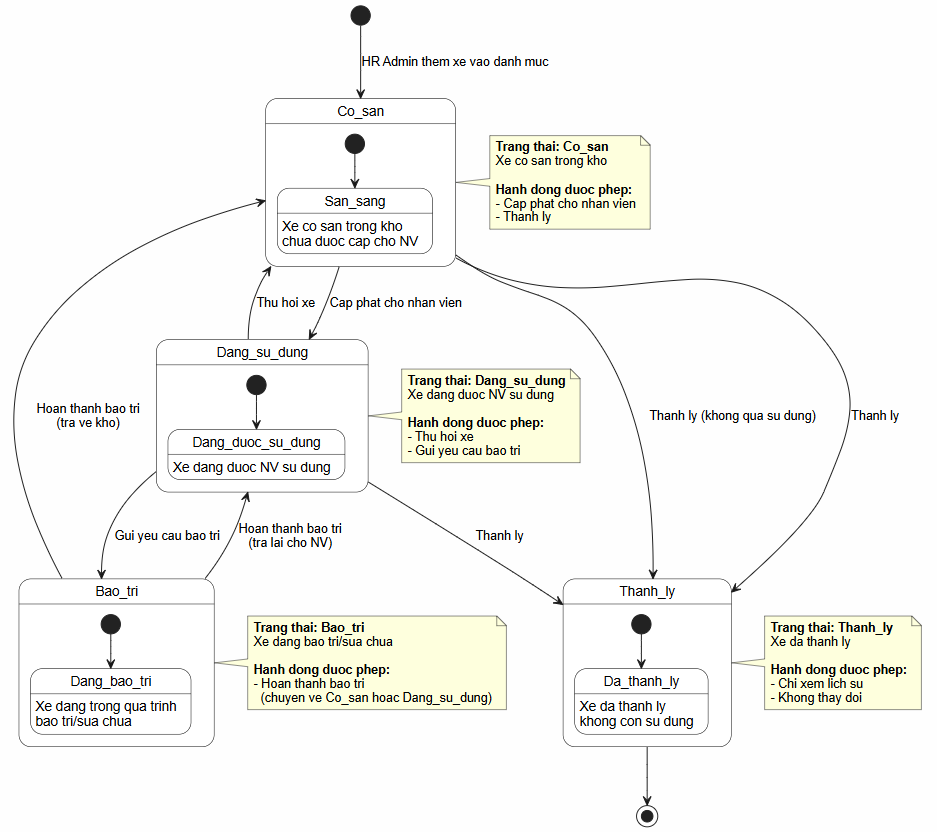 HR Admin them xe vao danh muc
Co_san
San_sang
Xe co san trong kho
chua duoc cap cho NV
Trang thai: Co_san
Xe co san trong kho
Hanh dong duoc phep:
- Cap phat cho nhan vien
- Thanh ly
Thu hoi xe
Cap phat cho nhan vien
Dang_su_dung
Dang_duoc_su_dung
Xe dang duoc NV su dung
Trang thai: Dang_su_dung
Xe dang duoc NV su dung
Hanh dong duoc phep:
- Thu hoi xe
- Gui yeu cau bao tri
Hoan thanh bao tri
(tra ve kho)
Thanh ly (khong qua su dung)
Thanh ly
Gui yeu cau bao tri
Hoan thanh bao tri
(tra lai cho NV)
Thanh ly
Bao_tri
Dang_bao_tri
Xe dang trong qua trinh
bao tri/sua chua
Trang thai: Bao_tri
Xe dang bao tri/sua chua
Hanh dong duoc phep:
- Hoan thanh bao tri
(chuyen ve Co_san hoac Dang_su_dung)
Thanh_ly
Da_thanh_ly
Xe da thanh ly
khong con su dung
Trang thai: Thanh_ly
Xe da thanh ly
Hanh dong duoc phep:
- Chi xem lich su
- Khong thay doi